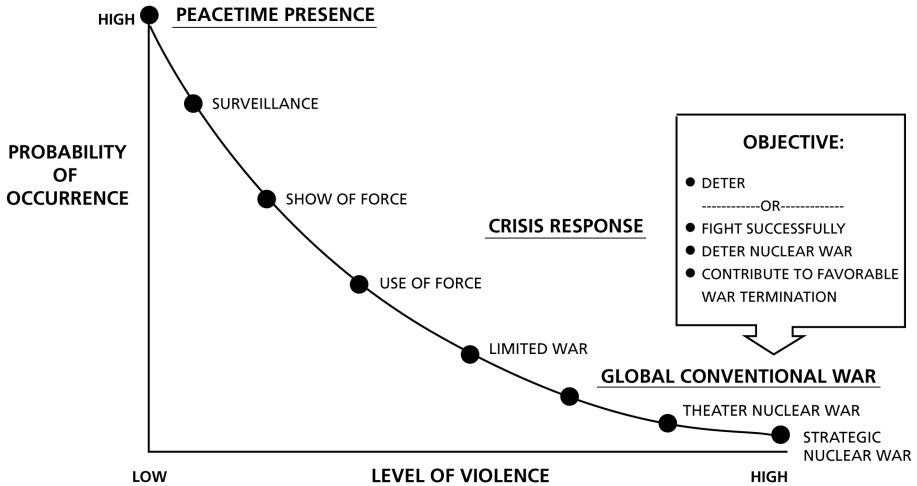 HIGH
PEACETIME PRESENCE
SURVEILLANCE
PROBABILITY
OF
OCCURRENCE
SHOW OF FORCE
CRISIS RESPONSE
USE OF FORCE
LIMITED WAR
OBJECTIVE:
● DETER
------------OR-------------
● FIGHT SUCCESSFULLY
● DETER NUCLEAR WAR
● CONTRIBUTE TO FAVORABLE
WAR TERMINATION
GLOBAL CONVENTIONAL WAR
THEATER NUCLEAR WAR
STRATEGIC
NUCLEAR WAR
LOW
LEVEL OF VIOLENCE
HIGH